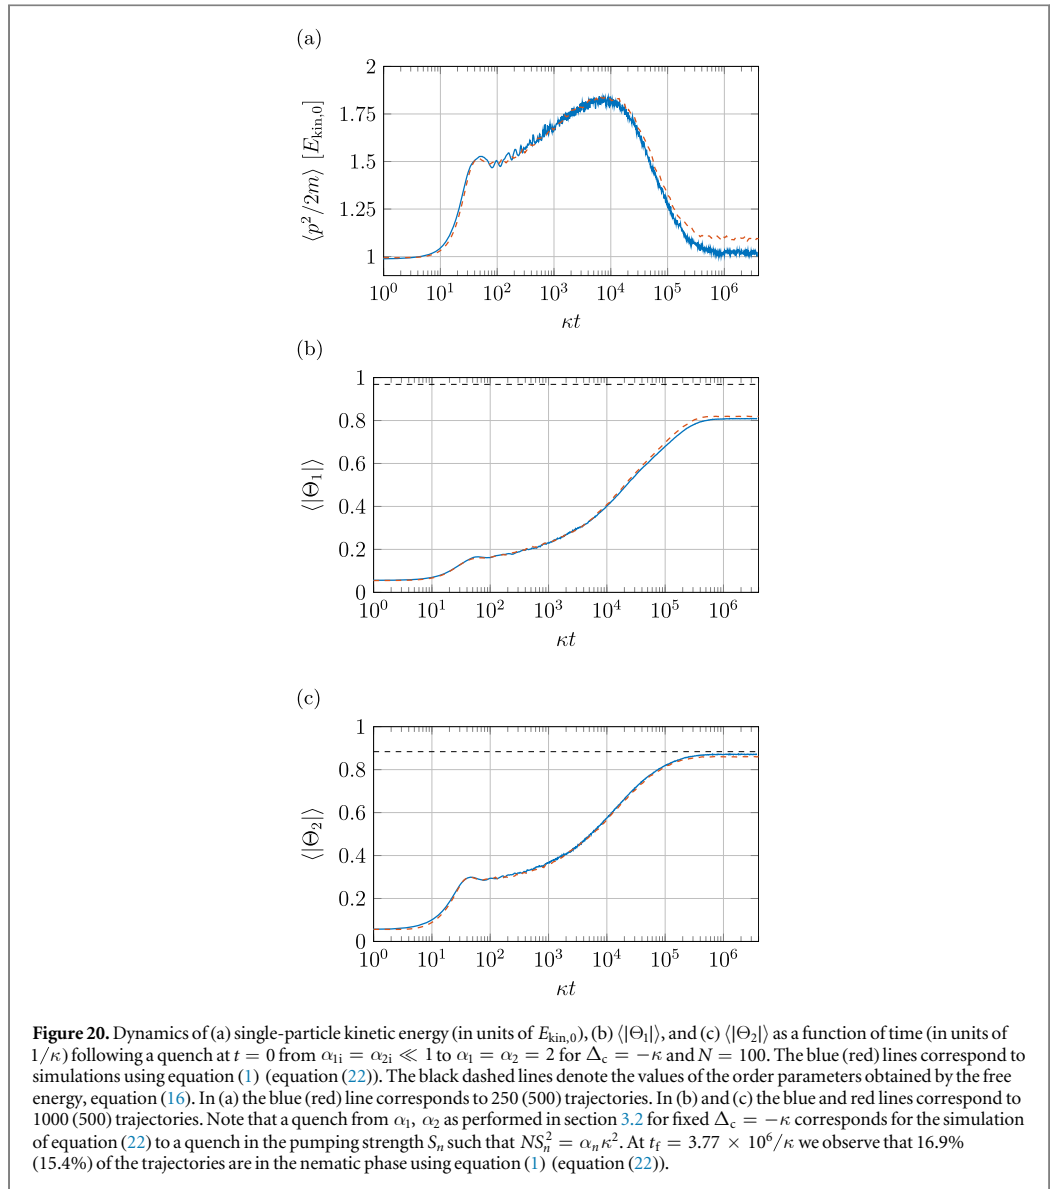 (a)
2
1.75
1.5
1.25
1
⟨p²/2m⟩ [E_kin,0]
10⁰ 10¹ 10² 10³ 10⁴ 10⁵ 10⁶
κt
(b)
1
0.8
0.6
0.4
0.2
0
⟨|Θ₁|⟩
10⁰ 10¹ 10² 10³ 10⁴ 10⁵ 10⁶
κt
(c)
1
0.8
0.6
0.4
0.2
0
⟨|Θ₂|⟩
10⁰ 10¹ 10² 10³ 10⁴ 10⁵ 10⁶
κt
Figure 20. Dynamics of (a) single-particle kinetic energy (in units of E_kin,0), (b) ⟨|Θ₁|⟩, and (c) ⟨|Θ₂|⟩ as a function of time (in units of
1/κ) following a quench at t = 0 from α₁ᵢ = α₂ᵢ ≪ 1 to α₁ = α₂ = 2 for Δ_c = −κ and N = 100. The blue (red) lines correspond to
simulations using equation (1) (equation (22)). The black dashed lines denote the values of the order parameters obtained by the free
energy, equation (16). In (a) the blue (red) line corresponds to 250 (500) trajectories. In (b) and (c) the blue and red lines correspond to
1000 (500) trajectories. Note that a quench from α₁, α₂ as performed in section 3.2 for fixed Δ_c = −κ corresponds for the simulation
of equation (22) to a quench in the pumping strength Sₙ such that NSₙ² = αₙκ². At t_f = 3.77 × 10⁶/κ we observe that 16.9%
(15.4%) of the trajectories are in the nematic phase using equation (1) (equation (22)).